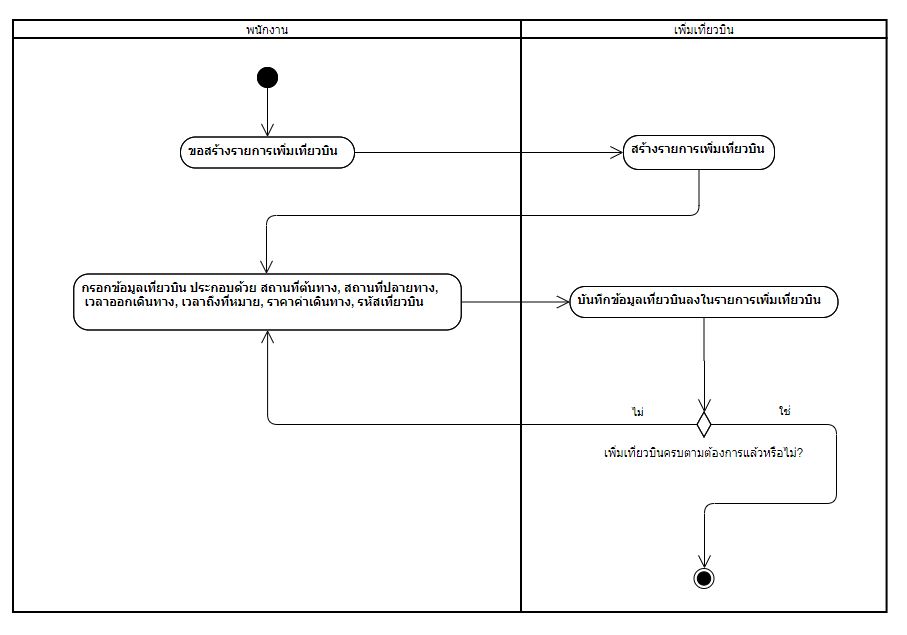 พนักงาน
เพิ่มเที่ยวบิน
ขอสร้างรายการเพิ่มเที่ยวบิน
สร้างรายการเพิ่มเที่ยวบิน
กรอกข้อมูลเที่ยวบิน ประกอบด้วย สถานที่ต้นทาง, สถานที่ปลายทาง,
เวลาออกเดินทาง, เวลาถึงที่หมาย, ราคาค่าเดินทาง, รหัสเที่ยวบิน
บันทึกข้อมูลเที่ยวบินลงในรายการเพิ่มเที่ยวบิน
ไม่
ใช่
เพิ่มเที่ยวบินครบตามต้องการแล้วหรือไม่?